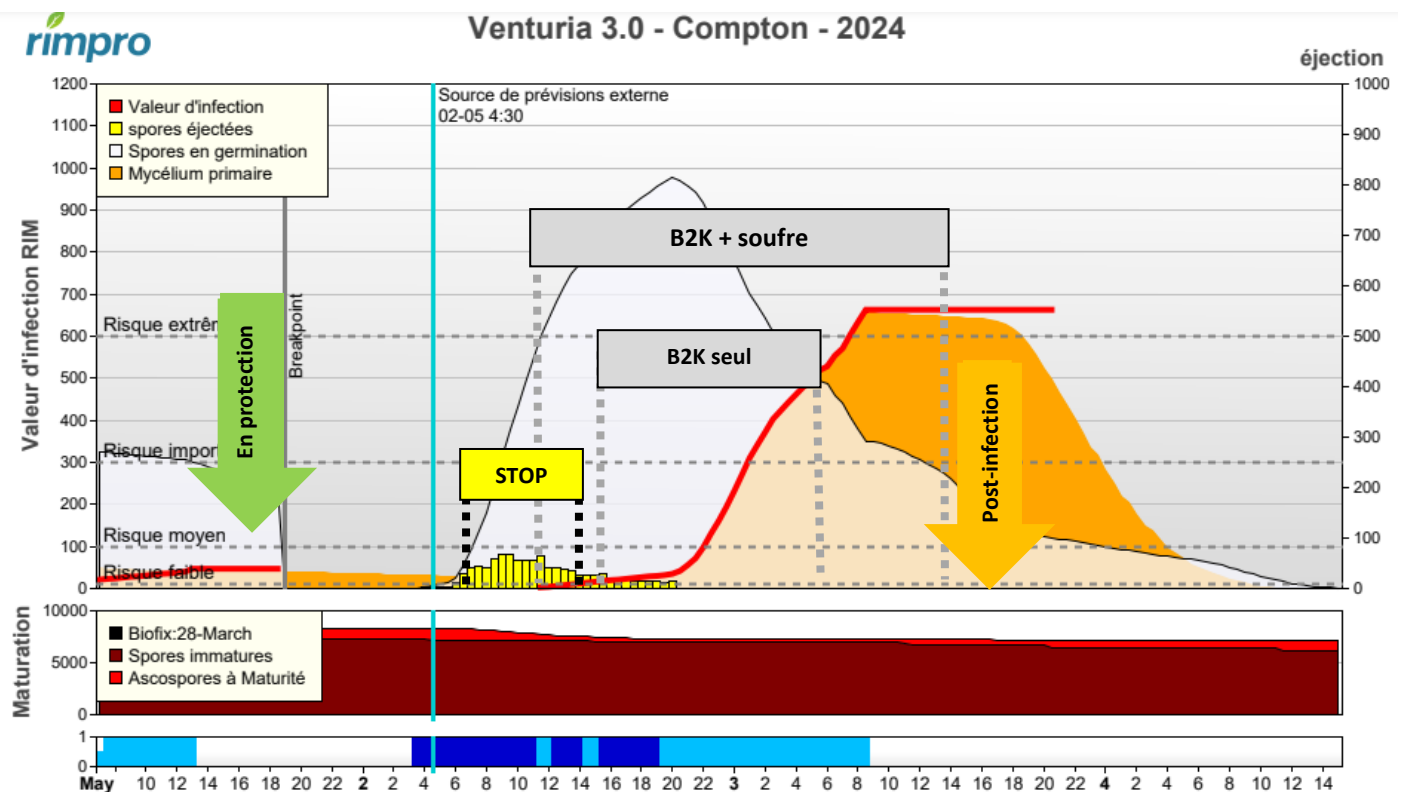 rimpro
Venturia 3.0 - Compton - 2024
éjection
1200
1100
1000
900
800
700
600
500
400
300
200
100
0
Valeur d'infection RIM
Valeur d'infection
spores éjectées
Spores en germination
Mycélium primaire
Source de prévisions externe
02-05 4:30
1000
900
800
700
600
500
400
300
200
100
0
Breakpoint
Risque extrên
Risque import
Risque moyen
Risque faible
En protection
B2K + soufre
B2K seul
STOP
Post-infection
Maturation
10000
5000
0
Biofix:28-March
Spores immatures
Ascospores à Maturité
1
0
May 10 12 14 16 18 20 22 2 2 4 6 8 10 12 14 16 18 20 22 3 2 4 6 8 10 12 14 16 18 20 22 4 2 4 6 8 10 12 14